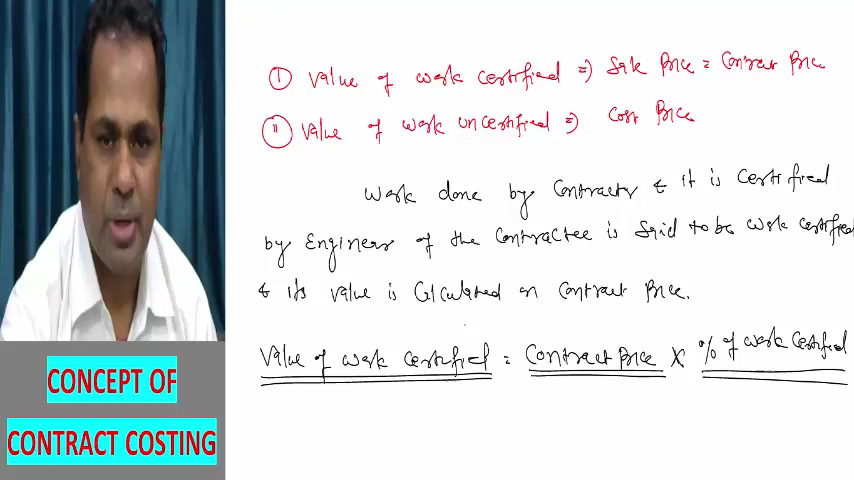 ① Value of work certified => Sale Price = Contract Price
⑪ Value of work uncertified => Cost Price
Work done by Contractor & it is Certified
by Engineer of the Contractee is Said to be work certified
& its value is Calculated on Contract Price.
Value of work certified = Contract Price × % of work Certified
CONCEPT OF
CONTRACT COSTING